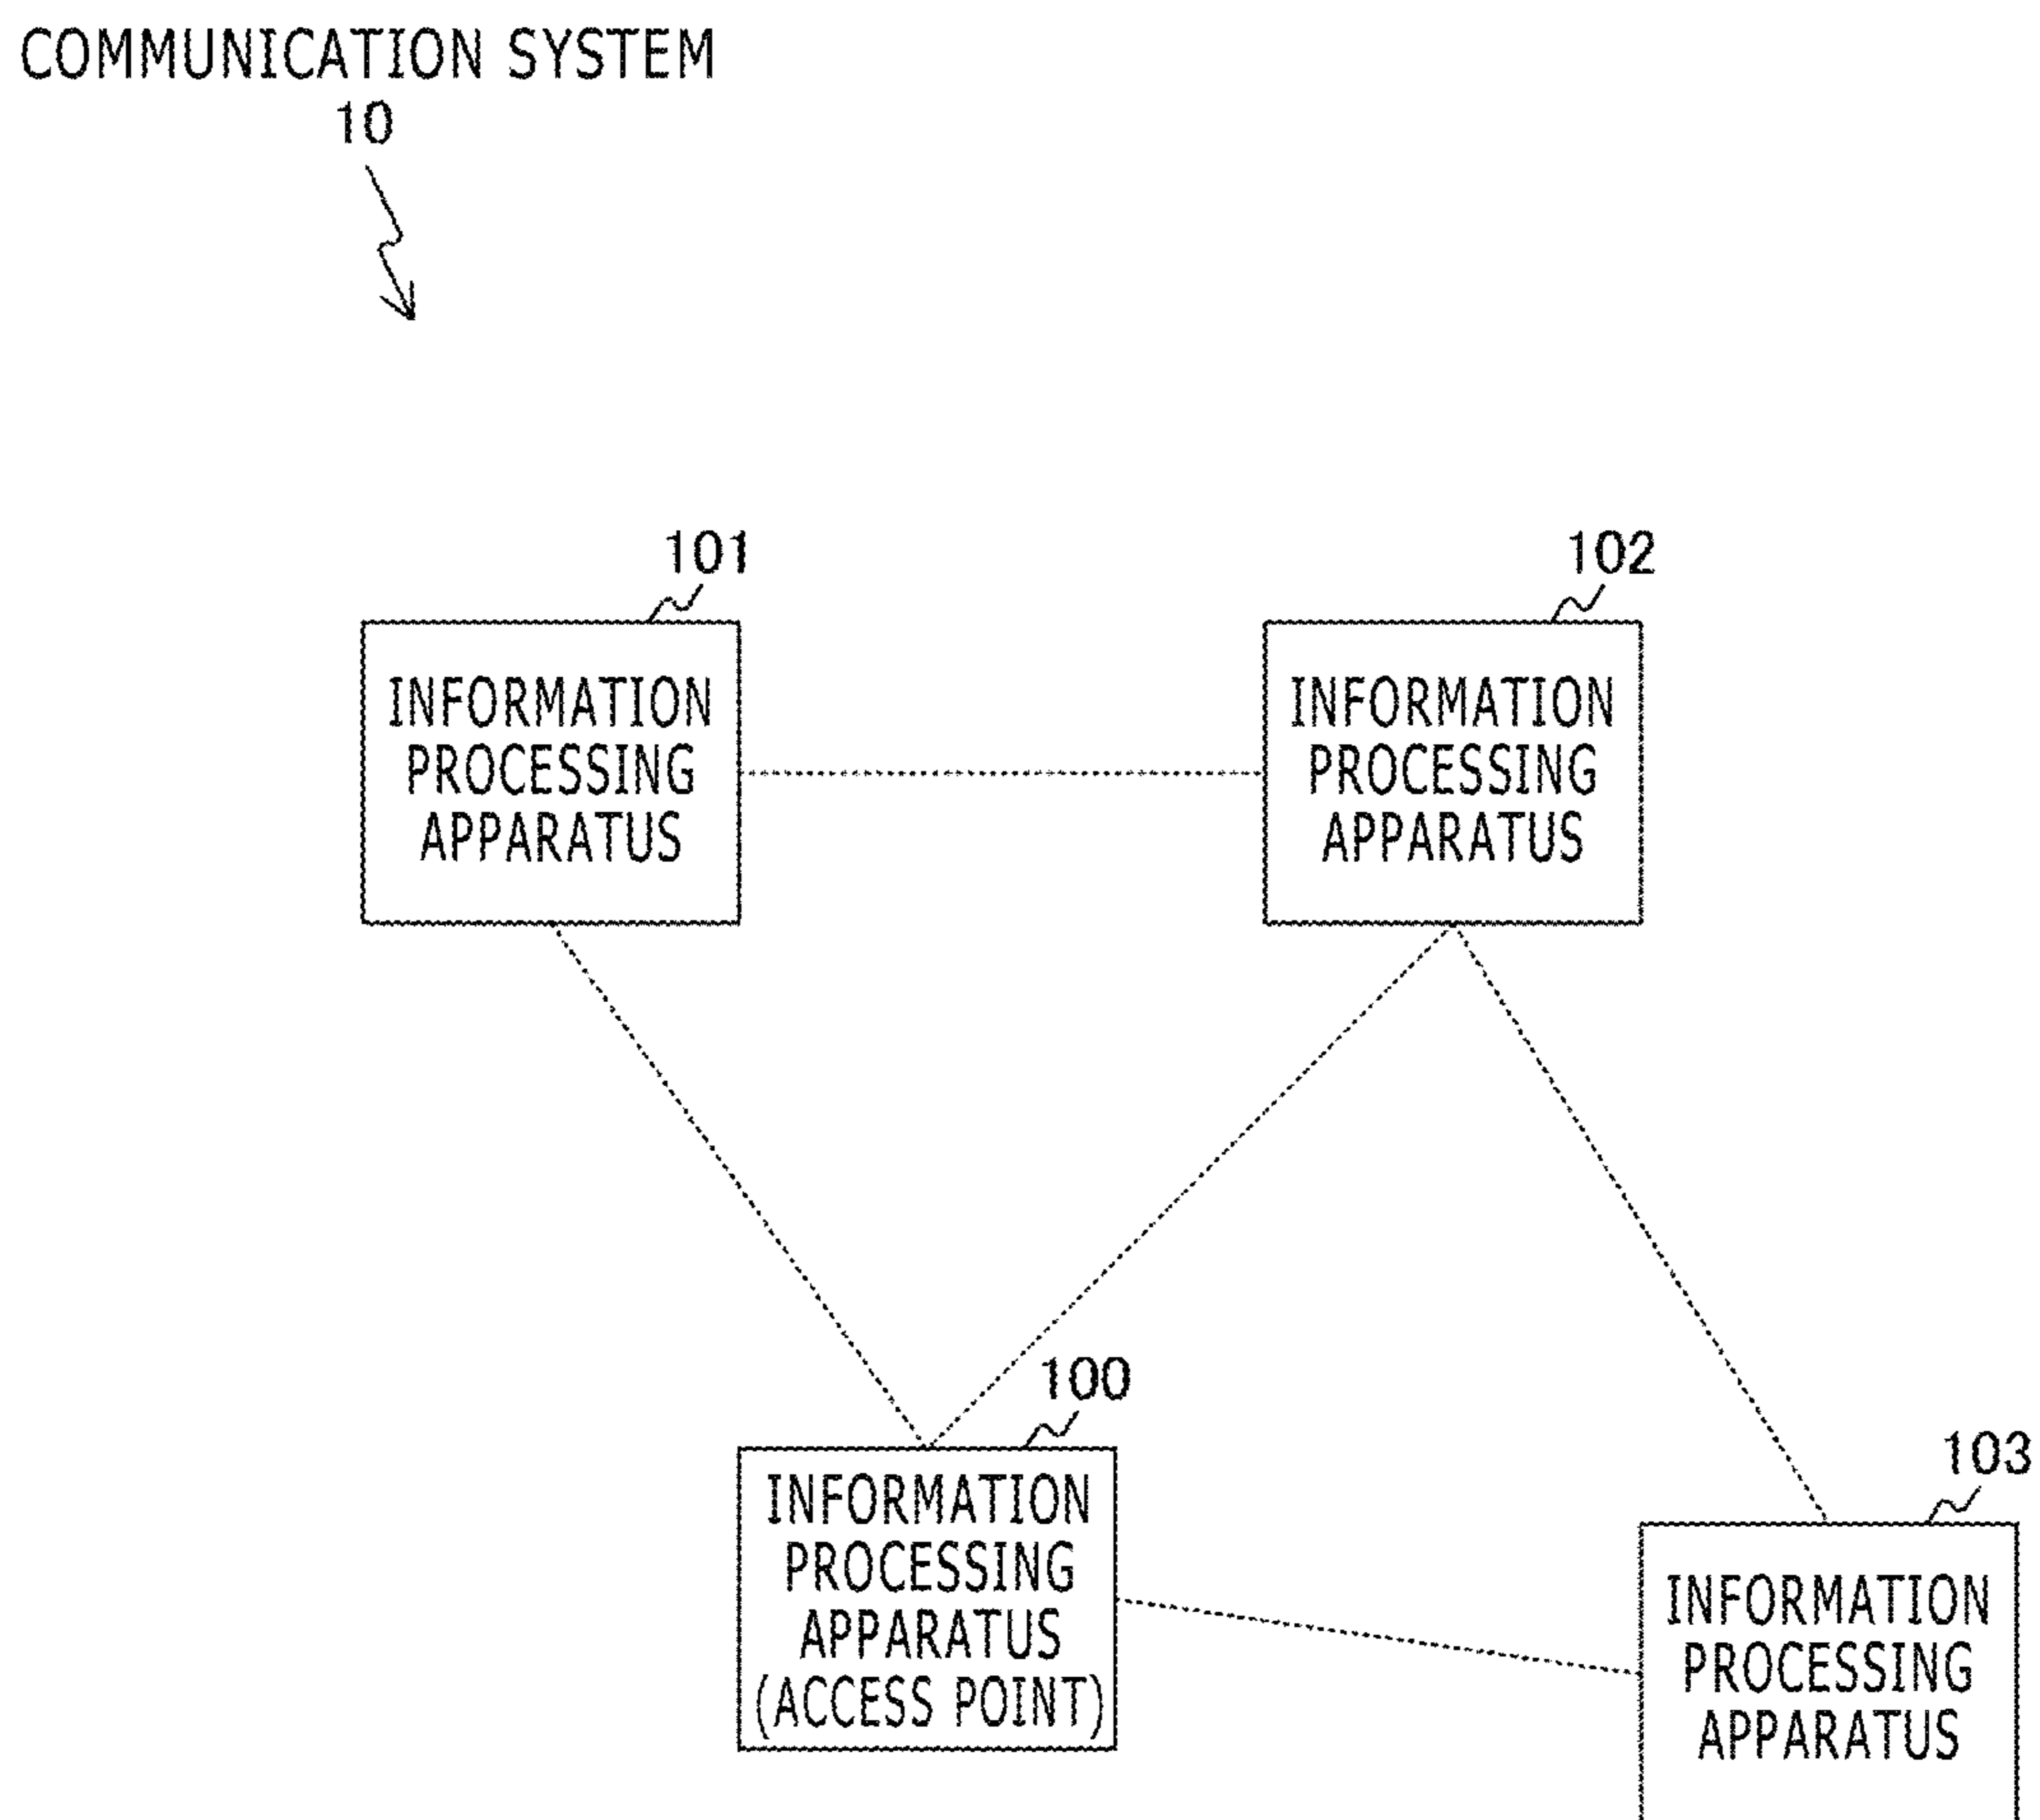 COMMUNICATION SYSTEM
10
101
102
INFORMATION
PROCESSING
APPARATUS
INFORMATION
PROCESSING
APPARATUS
100
103
INFORMATION
PROCESSING
APPARATUS
(ACCESS POINT)
INFORMATION
PROCESSING
APPARATUS